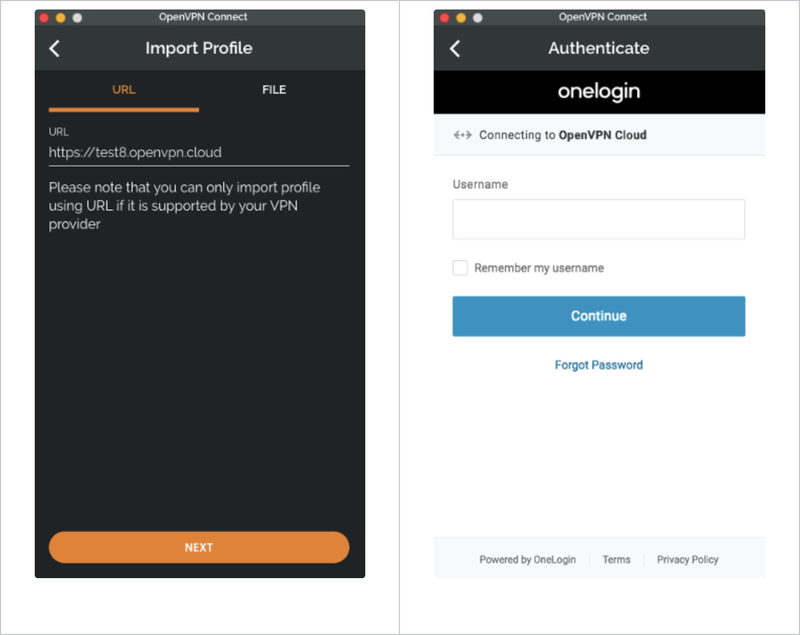 OpenVPN Connect
Import Profile
URL
FILE
URL
https://test8.openvpn.cloud
Please note that you can only import profile
using URL if it is supported by your VPN
provider
NEXT
OpenVPN Connect
Authenticate
onelogin
Connecting to OpenVPN Cloud
Username
Remember my username
Continue
Forgot Password
Powered by OneLogin
Terms
Privacy Policy